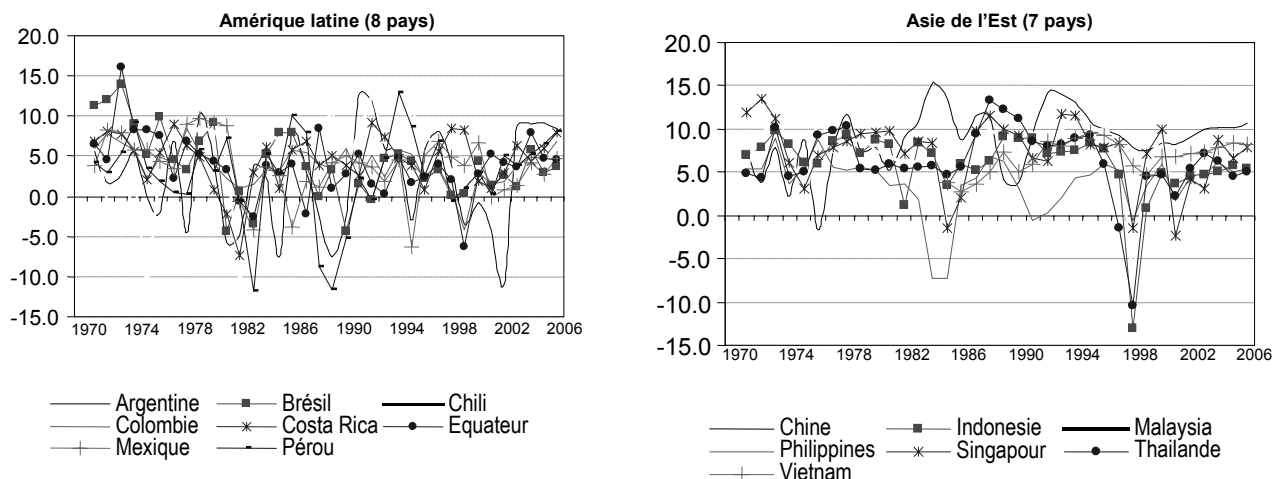 Amérique latine (8 pays)
20.0
15.0
10.0
5.0
0.0
-5.0
-10.0
-15.0
1970 1974 1978 1982 1986 1990 1994 1998 2002 2006
Argentine Brésil Chili
Colombie Costa Rica Equateur
Mexique Pérou
Asie de l'Est (7 pays)
20.0
15.0
10.0
5.0
0.0
-5.0
-10.0
-15.0
1970 1974 1978 1982 1986 1990 1994 1998 2002 2006
Chine Indonesie Malaysia
Philippines Singapour Thailande
Vietnam